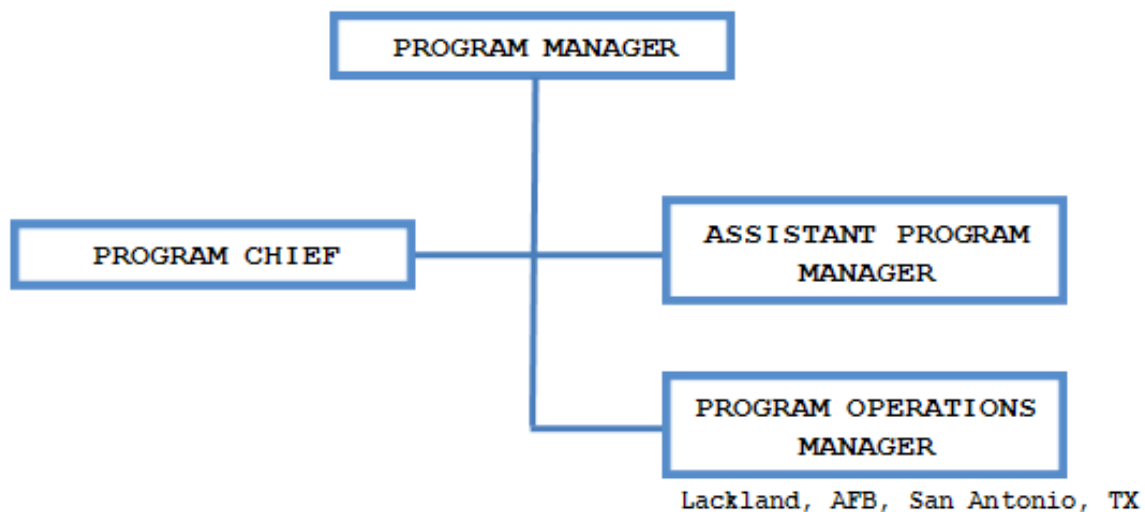 PROGRAM MANAGER
PROGRAM CHIEF
ASSISTANT PROGRAM
MANAGER
PROGRAM OPERATIONS
MANAGER
Lackland, AFB, San Antonio, TX